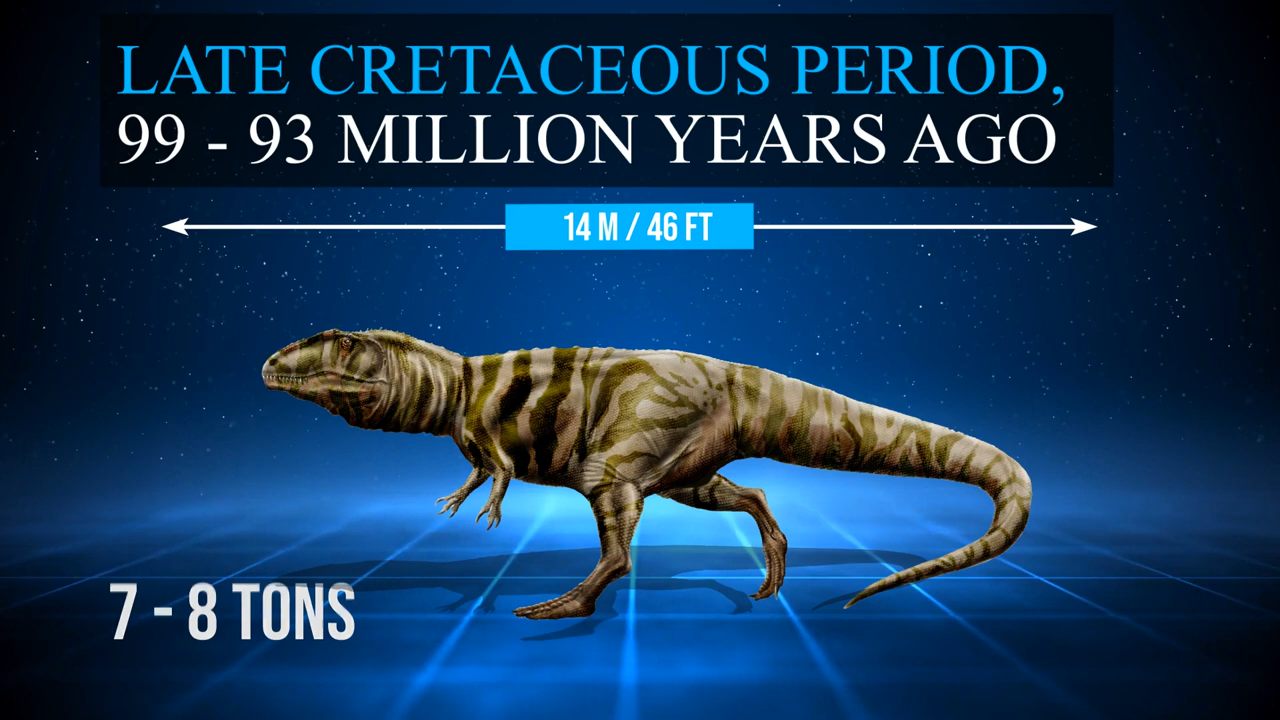 LATE CRETACEOUS PERIOD,
99 - 93 MILLION YEARS AGO
14 M / 46 FT
7 - 8 TONS